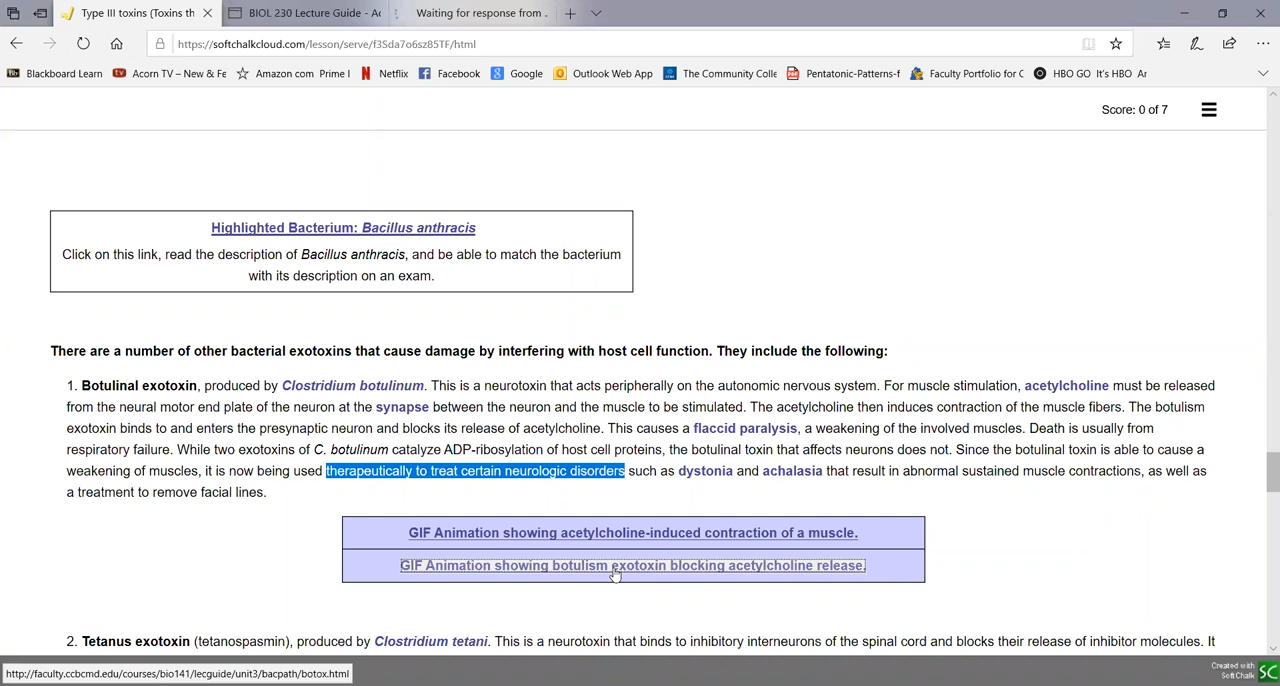 Type III toxins (Toxins th
BIOL 230 Lecture Guide - Ac
Waiting for response from .
https://softchalkcloud.com/lesson/serve/f3Sda7o6sz85TF/html
Bb Blackboard Learn Acorn TV – New & Fe Amazon com Prime I Netflix Facebook Google Outlook Web App The Community Colle Pentatonic-Patterns-f Faculty Portfolio for C HBO GO It's HBO Ar
Score: 0 of 7
Highlighted Bacterium: Bacillus anthracis
Click on this link, read the description of Bacillus anthracis, and be able to match the bacterium
with its description on an exam.
There are a number of other bacterial exotoxins that cause damage by interfering with host cell function. They include the following:
1. Botulinal exotoxin, produced by Clostridium botulinum. This is a neurotoxin that acts peripherally on the autonomic nervous system. For muscle stimulation, acetylcholine must be released
from the neural motor end plate of the neuron at the synapse between the neuron and the muscle to be stimulated. The acetylcholine then induces contraction of the muscle fibers. The botulism
exotoxin binds to and enters the presynaptic neuron and blocks its release of acetylcholine. This causes a flaccid paralysis, a weakening of the involved muscles. Death is usually from
respiratory failure. While two exotoxins of C. botulinum catalyze ADP-ribosylation of host cell proteins, the botulinal toxin that affects neurons does not. Since the botulinal toxin is able to cause a
weakening of muscles, it is now being used therapeutically to treat certain neurologic disorders such as dystonia and achalasia that result in abnormal sustained muscle contractions, as well as
a treatment to remove facial lines.
GIF Animation showing acetylcholine-induced contraction of a muscle.
GIF Animation showing botulism exotoxin blocking acetylcholine release.
2. Tetanus exotoxin (tetanospasmin), produced by Clostridium tetani. This is a neurotoxin that binds to inhibitory interneurons of the spinal cord and blocks their release of inhibitor molecules. It
http://faculty.ccbcmd.edu/courses/bio141/lecguide/unit3/bacpath/botox.html
Created with
SoftChalk
SC